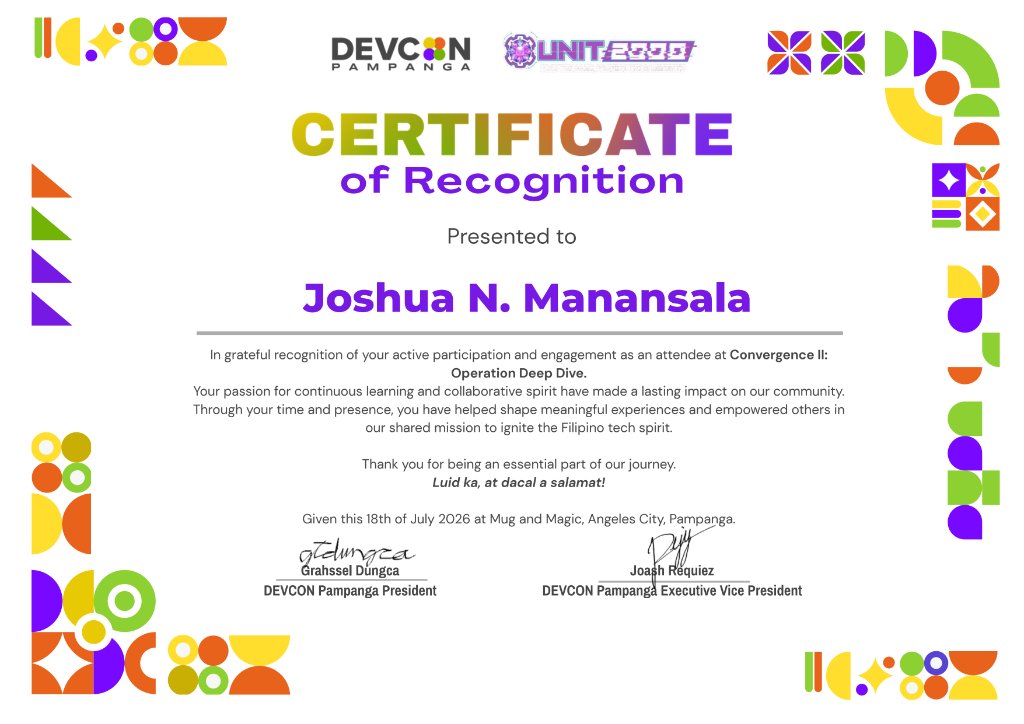 DEVCON
PAMPANGA
UNIT 2000
CERTIFICATE
of Recognition
Presented to
Joshua N. Manansala
In grateful recognition of your active participation and engagement as an attendee at Convergence II:
Operation Deep Dive.
Your passion for continuous learning and collaborative spirit have made a lasting impact on our community.
Through your time and presence, you have helped shape meaningful experiences and empowered others in
our shared mission to ignite the Filipino tech spirit.
Thank you for being an essential part of our journey.
Luid ka, at dacal a salamat!
Given this 18th of July 2026 at Mug and Magic, Angeles City, Pampanga.
gtdungca
Grahssel Dungca
DEVCON Pampanga President
Joash Requiez
DEVCON Pampanga Executive Vice President